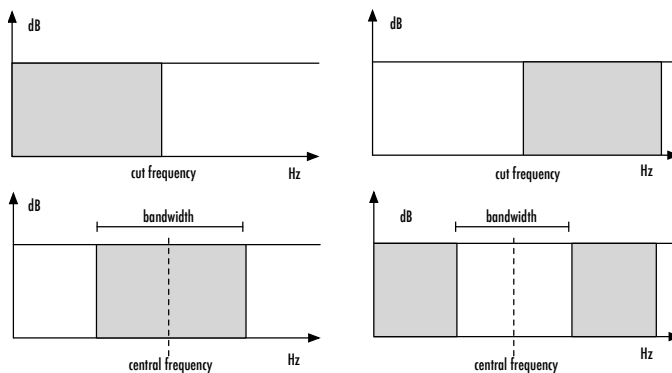 dB
cut frequency
Hz
dB
cut frequency
Hz
dB
bandwidth
central frequency
Hz
dB
bandwidth
central frequency
Hz